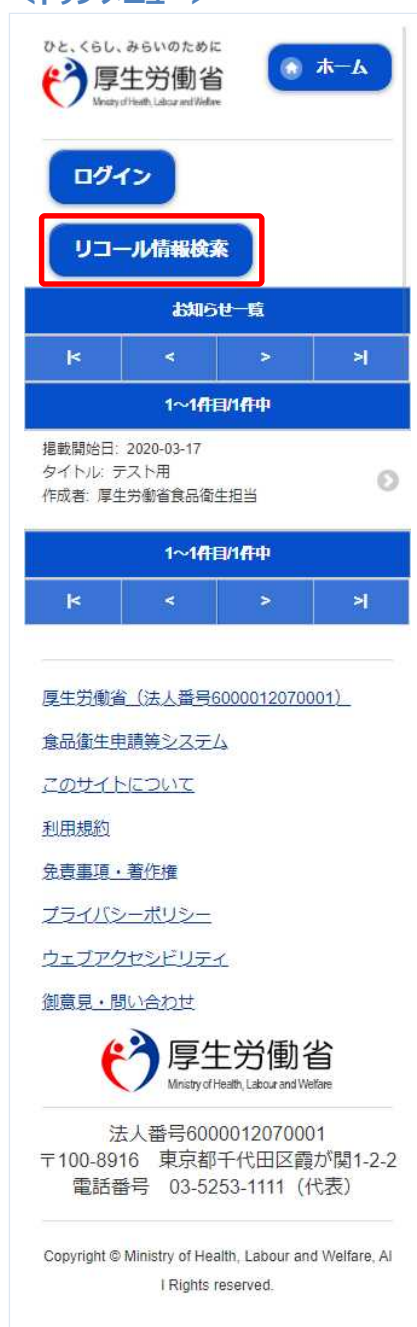 ひと、くらし、みらいのために
厚生労働省
Ministry of Health, Labour and Welfare
ホーム
ログイン
リコール情報検索
お知らせ一覧
|< < > >|
1～1件目/1件中
掲載開始日: 2020-03-17
タイトル: テスト用
作成者: 厚生労働省食品衛生担当
1～1件目/1件中
|< < > >|
厚生労働省（法人番号6000012070001）
食品衛生申請等システム
このサイトについて
利用規約
免責事項・著作権
プライバシーポリシー
ウェブアクセシビリティ
御意見・問い合わせ
厚生労働省
Ministry of Health, Labour and Welfare
法人番号6000012070001
〒100-8916　東京都千代田区霞が関1-2-2
電話番号　03-5253-1111（代表）
Copyright © Ministry of Health, Labour and Welfare, Al
l Rights reserved.